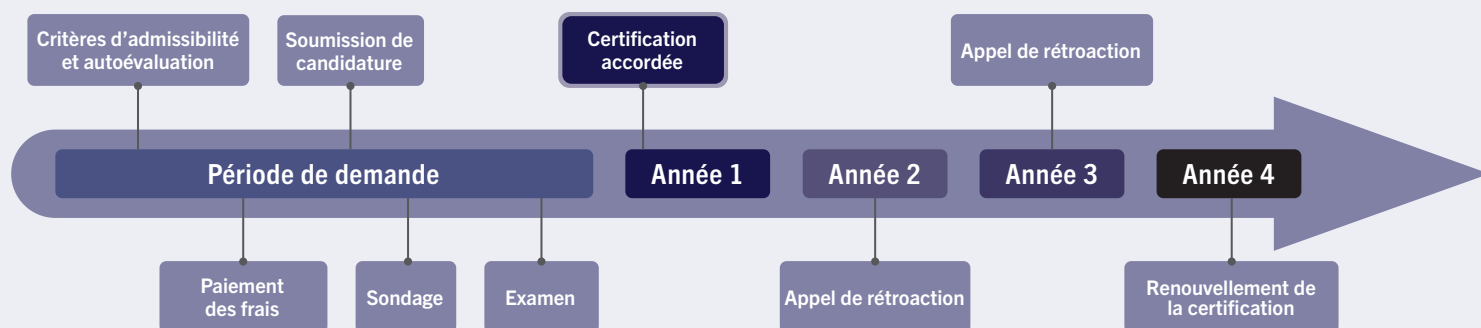 Critères d’admissibilité
et autoévaluation
Soumission de
candidature
Certification
accordée
Appel de rétroaction
Période de demande
Année 1
Année 2
Année 3
Année 4
Paiement
des frais
Sondage
Examen
Appel de rétroaction
Renouvellement de
la certification